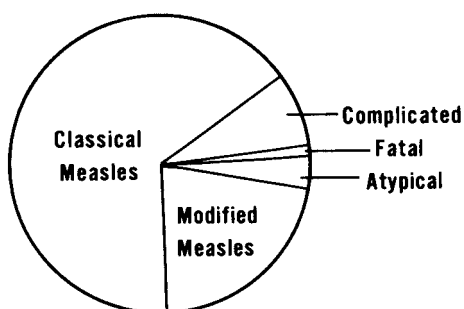 Classical
Measles
Complicated
Fatal
Atypical
Modified
Measles